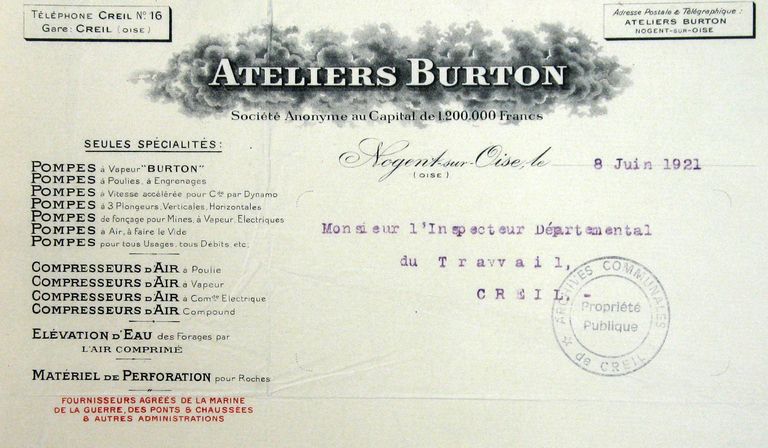 TÉLÉPHONE CREIL Nº 16
Gare: CREIL (OISE)
Adresse Postale & Télégraphique:
ATELIERS BURTON
NOGENT-SUR-OISE
ATELIERS BURTON
Société Anonyme au Capital de 1.200.000 Francs
Nogent-sur-Oise, le 8 Juin 1921
(OISE)
SEULES SPÉCIALITÉS:
POMPES à Vapeur "BURTON"
POMPES à Poulies, à Engrenages
POMPES à Vitesse accélérée pour Cde par Dynamo
POMPES à 3 Plongeurs, Verticales, Horizontales
POMPES de fonçage pour Mines, à Vapeur, Electriques
POMPES à Air, à faire le Vide
POMPES pour tous Usages, tous Débits, etc,
COMPRESSEURS D'AIR à Poulie
COMPRESSEURS D'AIR à Vapeur
COMPRESSEURS D'AIR à Comde Electrique
COMPRESSEURS D'AIR Compound
ELÉVATION D'EAU des Forages par
L'AIR COMPRIMÉ
MATÉRIEL DE PERFORATION pour Roches
FOURNISSEURS AGRÉÉS DE LA MARINE
DE LA GUERRE, DES PONTS & CHAUSSÉES
& AUTRES ADMINISTRATIONS
Monsieur l'Inspecteur Départemental
du Travvail,
CREIL.-
ARCHIVES COMMUNALES
Propriété
Publique
de CREIL